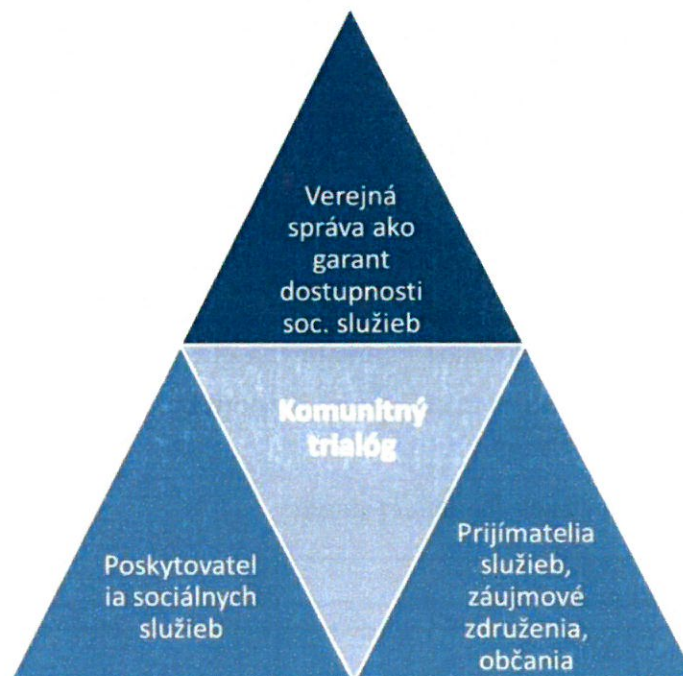 Verejná
správa ako
garant
dostupnosti
soc. služieb
Komunitný
trialóg
Poskytovatel
ia sociálnych
služieb
Prijímatelia
služieb,
záujmové
združenia,
občania